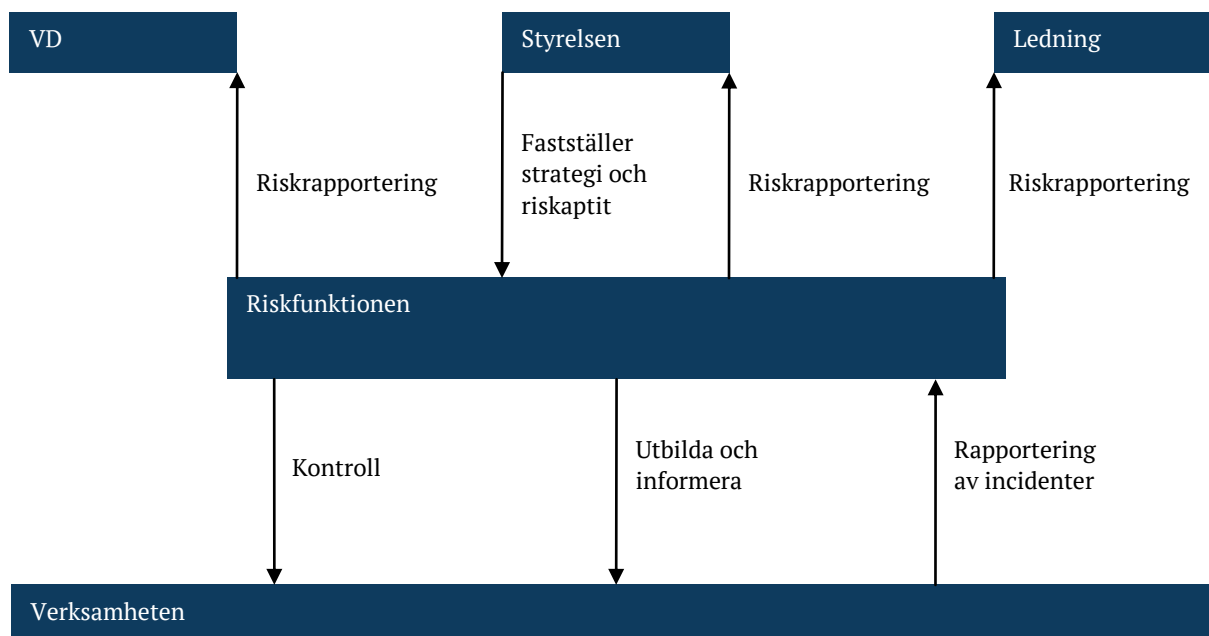 VD
Styrelsen
Ledning
Riskrapportering
Fastställer
strategi och
riskaptit
Riskrapportering
Riskrapportering
Riskfunktionen
Kontroll
Utbilda och
informera
Rapportering
av incidenter
Verksamheten